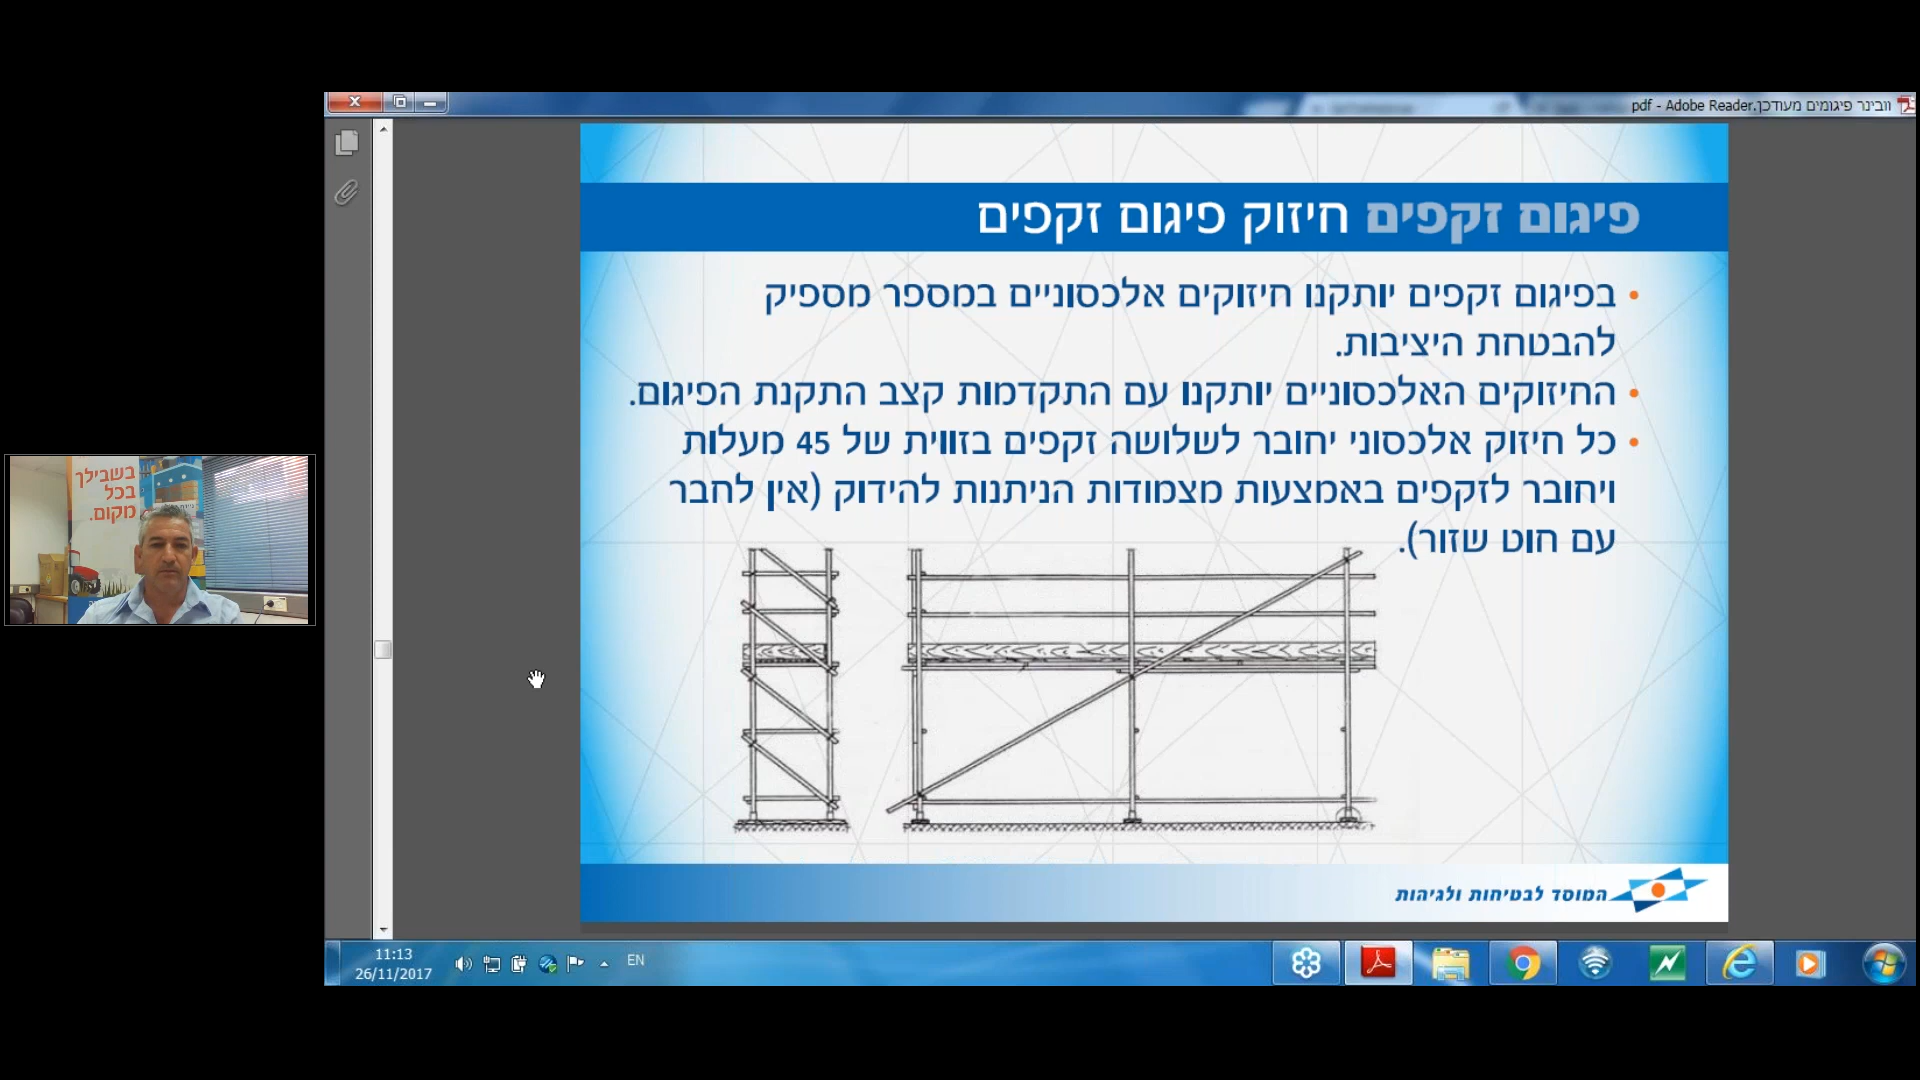 וובינר פיגומים מעודכן.pdf - Adobe Reader
פיגום זקפים חיזוק פיגום זקפים
• בפיגום זקפים יותקנו חיזוקים אלכסוניים במספר מספיק
להבטחת היציבות.
• החיזוקים האלכסוניים יותקנו עם התקדמות קצב התקנת הפיגום.
• כל חיזוק אלכסוני יחובר לשלושה זקפים בזווית של 45 מעלות
ויחובר לזקפים באמצעות מצמודות הניתנות להידוק (אין לחבר
עם חוט שזור).
בשבילך
בכל
מקום.
המוסד לבטיחות ולגיהות
EN
11:13
26/11/2017